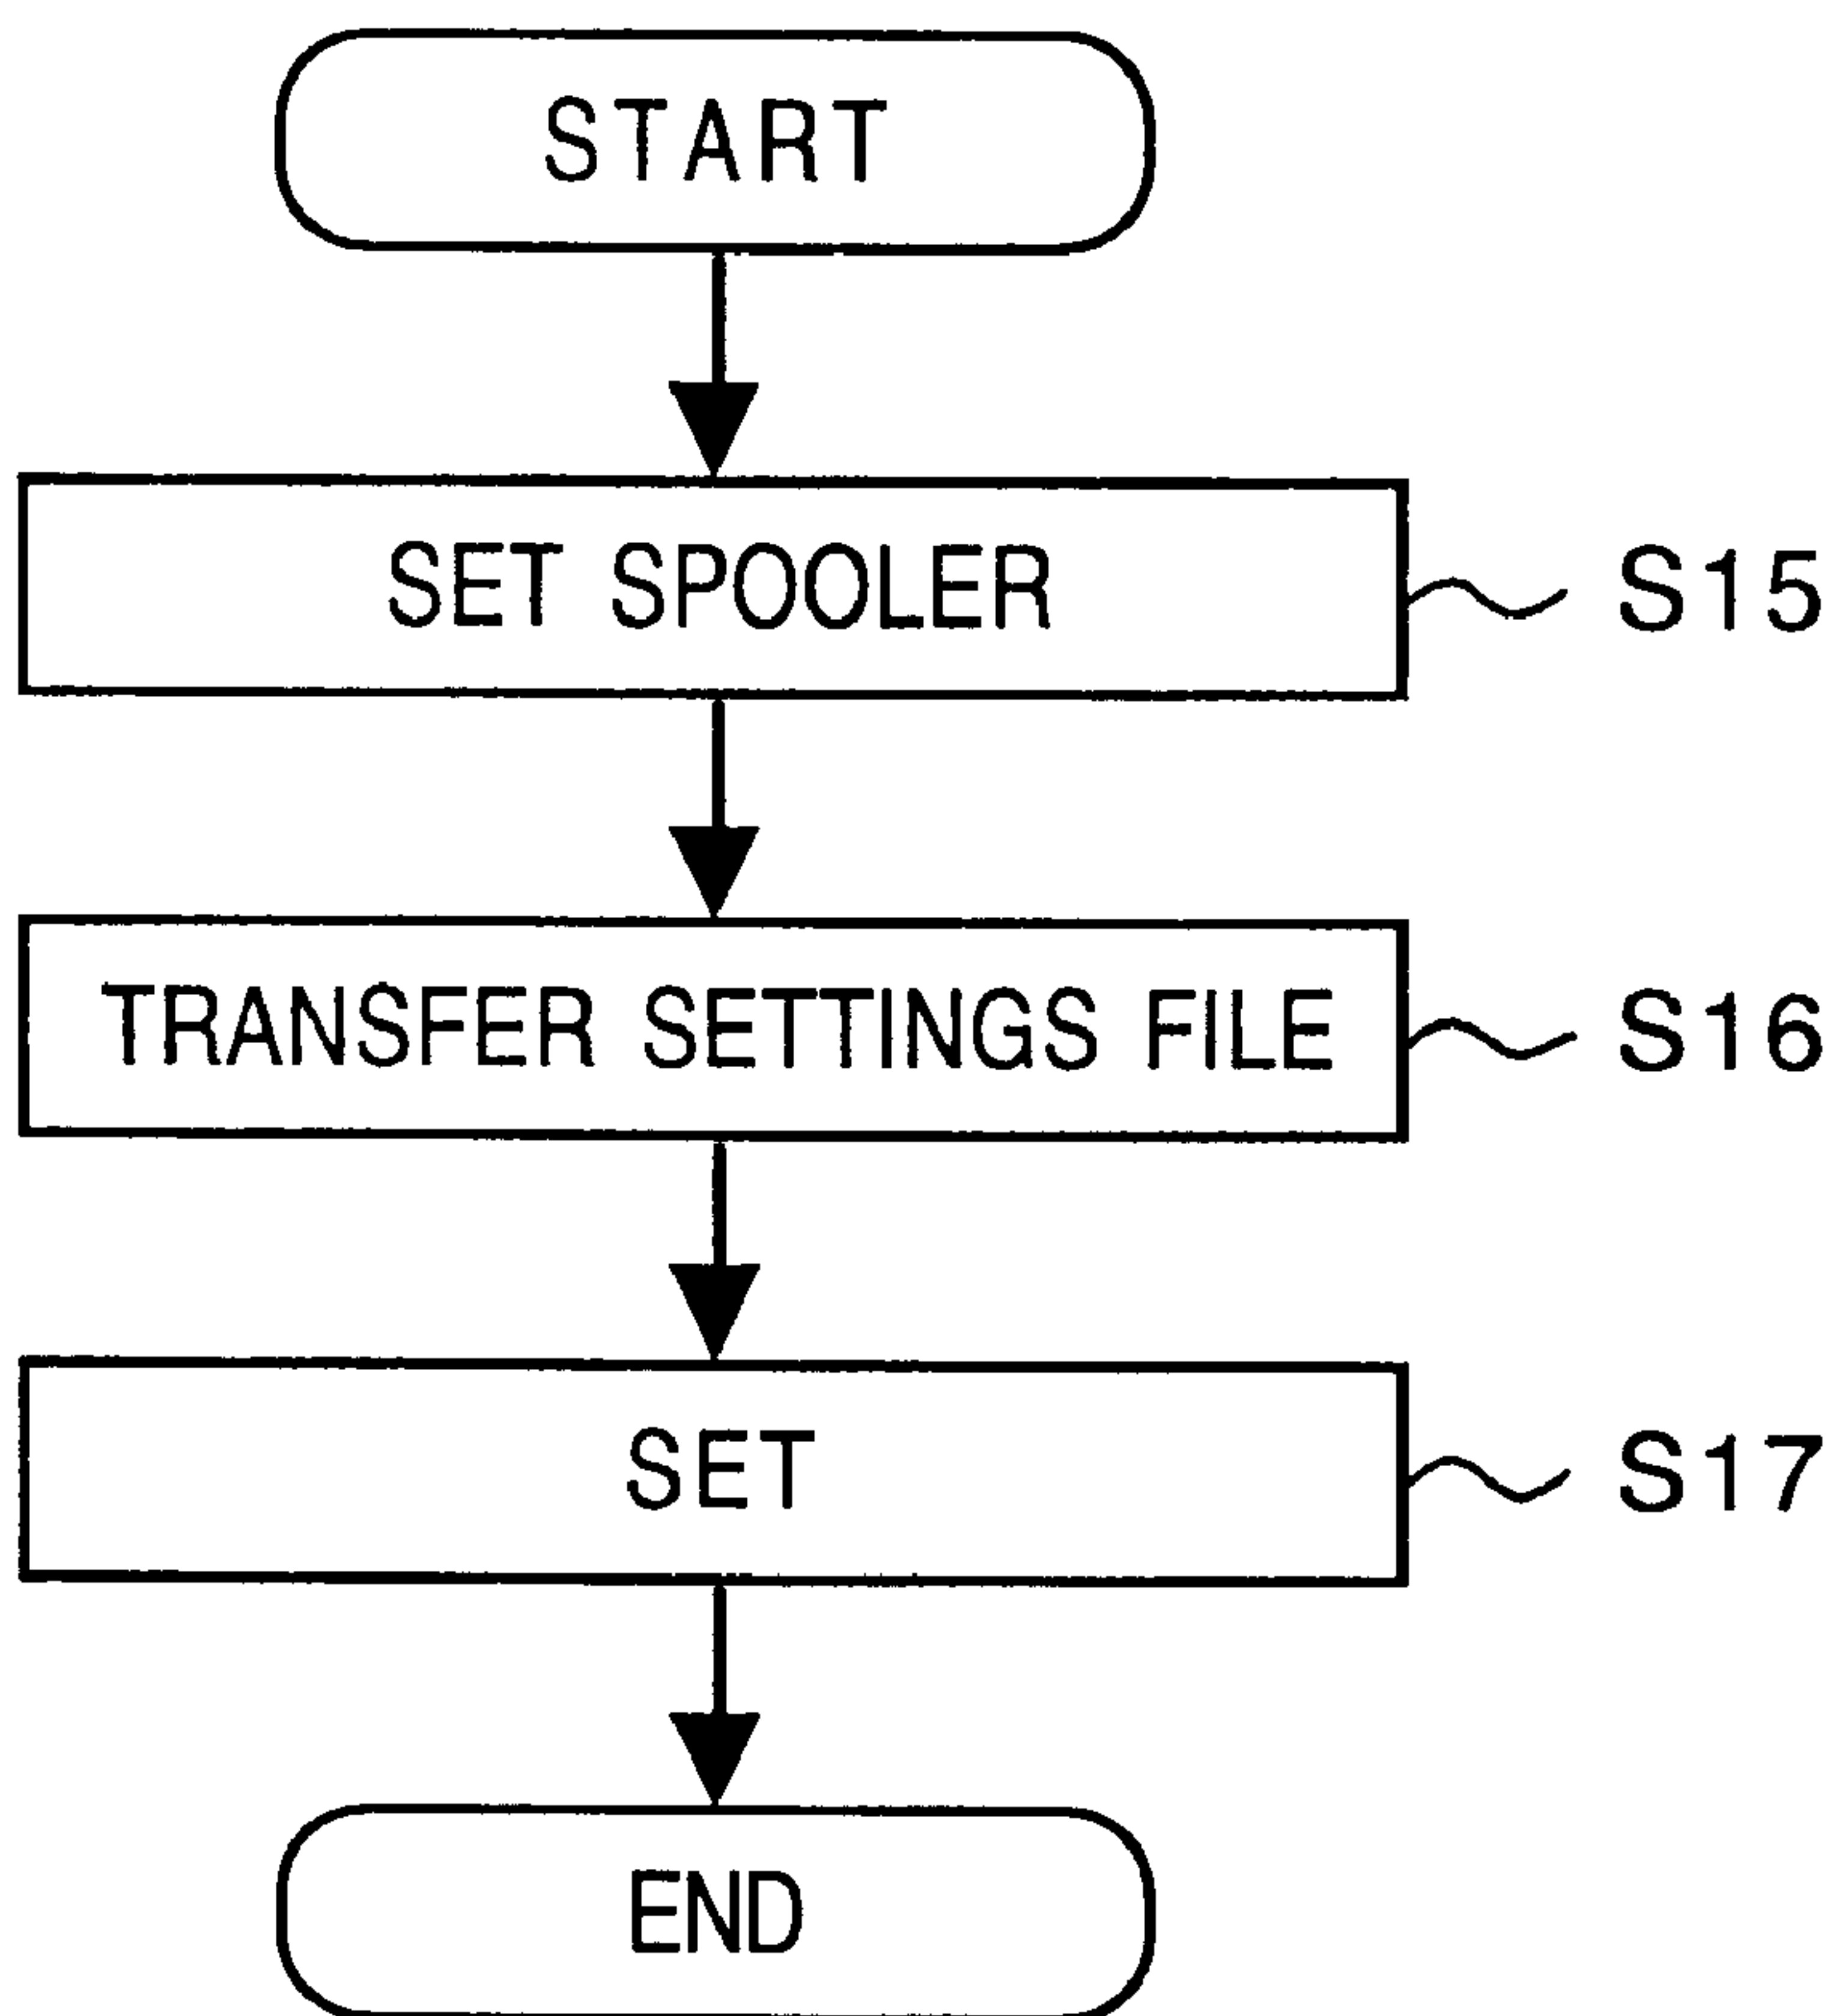 START
SET SPOOLER S15
TRANSFER SETTINGS FILE S16
SET S17
END